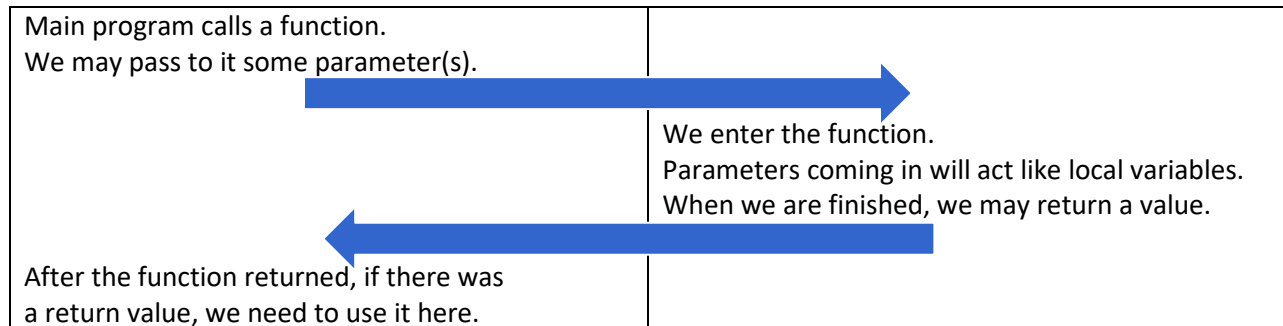 Main program calls a function.
We may pass to it some parameter(s).
We enter the function.
Parameters coming in will act like local variables.
When we are finished, we may return a value.
After the function returned, if there was
a return value, we need to use it here.